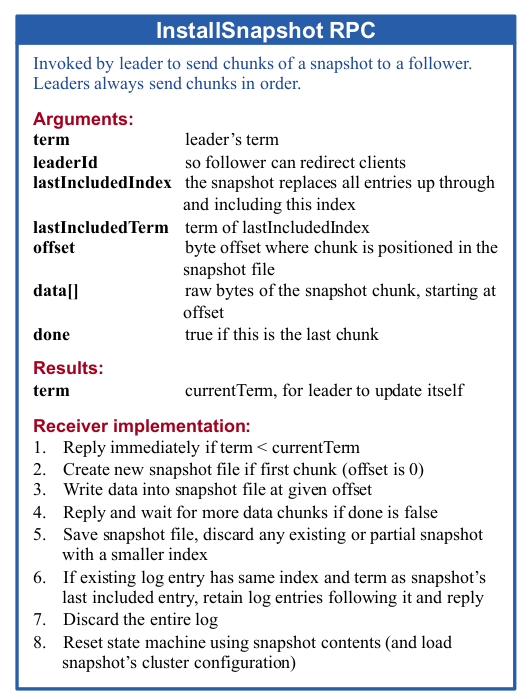 InstallSnapshot RPC
Invoked by leader to send chunks of a snapshot to a follower.
Leaders always send chunks in order.
Arguments:
term leader's term
leaderId so follower can redirect clients
lastIncludedIndex the snapshot replaces all entries up through
and including this index
lastIncludedTerm term of lastIncludedIndex
offset byte offset where chunk is positioned in the
snapshot file
data[] raw bytes of the snapshot chunk, starting at
offset
done true if this is the last chunk
Results:
term currentTerm, for leader to update itself
Receiver implementation:
1. Reply immediately if term < currentTerm
2. Create new snapshot file if first chunk (offset is 0)
3. Write data into snapshot file at given offset
4. Reply and wait for more data chunks if done is false
5. Save snapshot file, discard any existing or partial snapshot
with a smaller index
6. If existing log entry has same index and term as snapshot's
last included entry, retain log entries following it and reply
7. Discard the entire log
8. Reset state machine using snapshot contents (and load
snapshot's cluster configuration)